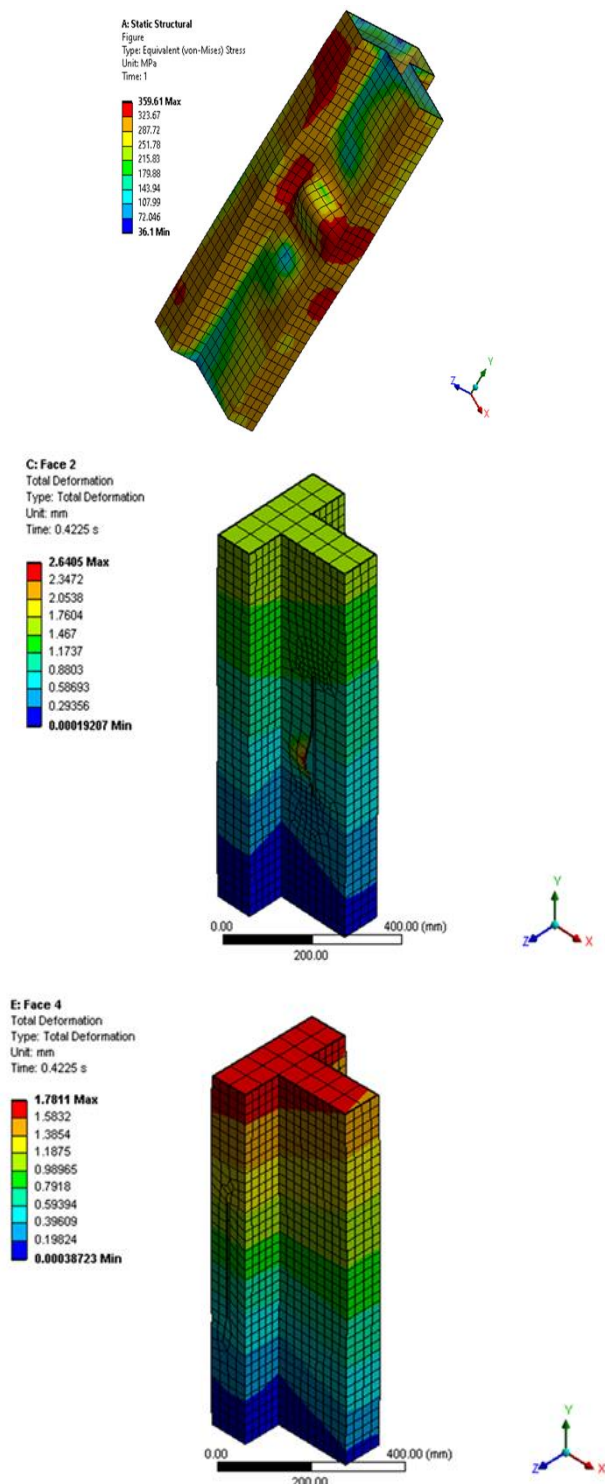 A: Static Structural
Figure
Type: Equivalent (von-Mises) Stress
Unit: MPa
Time: 1
359.61 Max
323.67
287.72
251.78
215.83
179.88
143.94
107.99
72.046
36.1 Min
Y
Z
X
C: Face 2
Total Deformation
Type: Total Deformation
Unit: mm
Time: 0.4225 s
2.6405 Max
2.3472
2.0538
1.7604
1.467
1.1737
0.8803
0.58693
0.29356
0.00019207 Min
0.00
400.00 (mm)
200.00
Y
Z
X
E: Face 4
Total Deformation
Type: Total Deformation
Unit: mm
Time: 0.4225 s
1.7811 Max
1.5832
1.3854
1.1875
0.98965
0.7918
0.59394
0.39609
0.19824
0.00038723 Min
0.00
400.00 (mm)
200.00
Y
Z
X